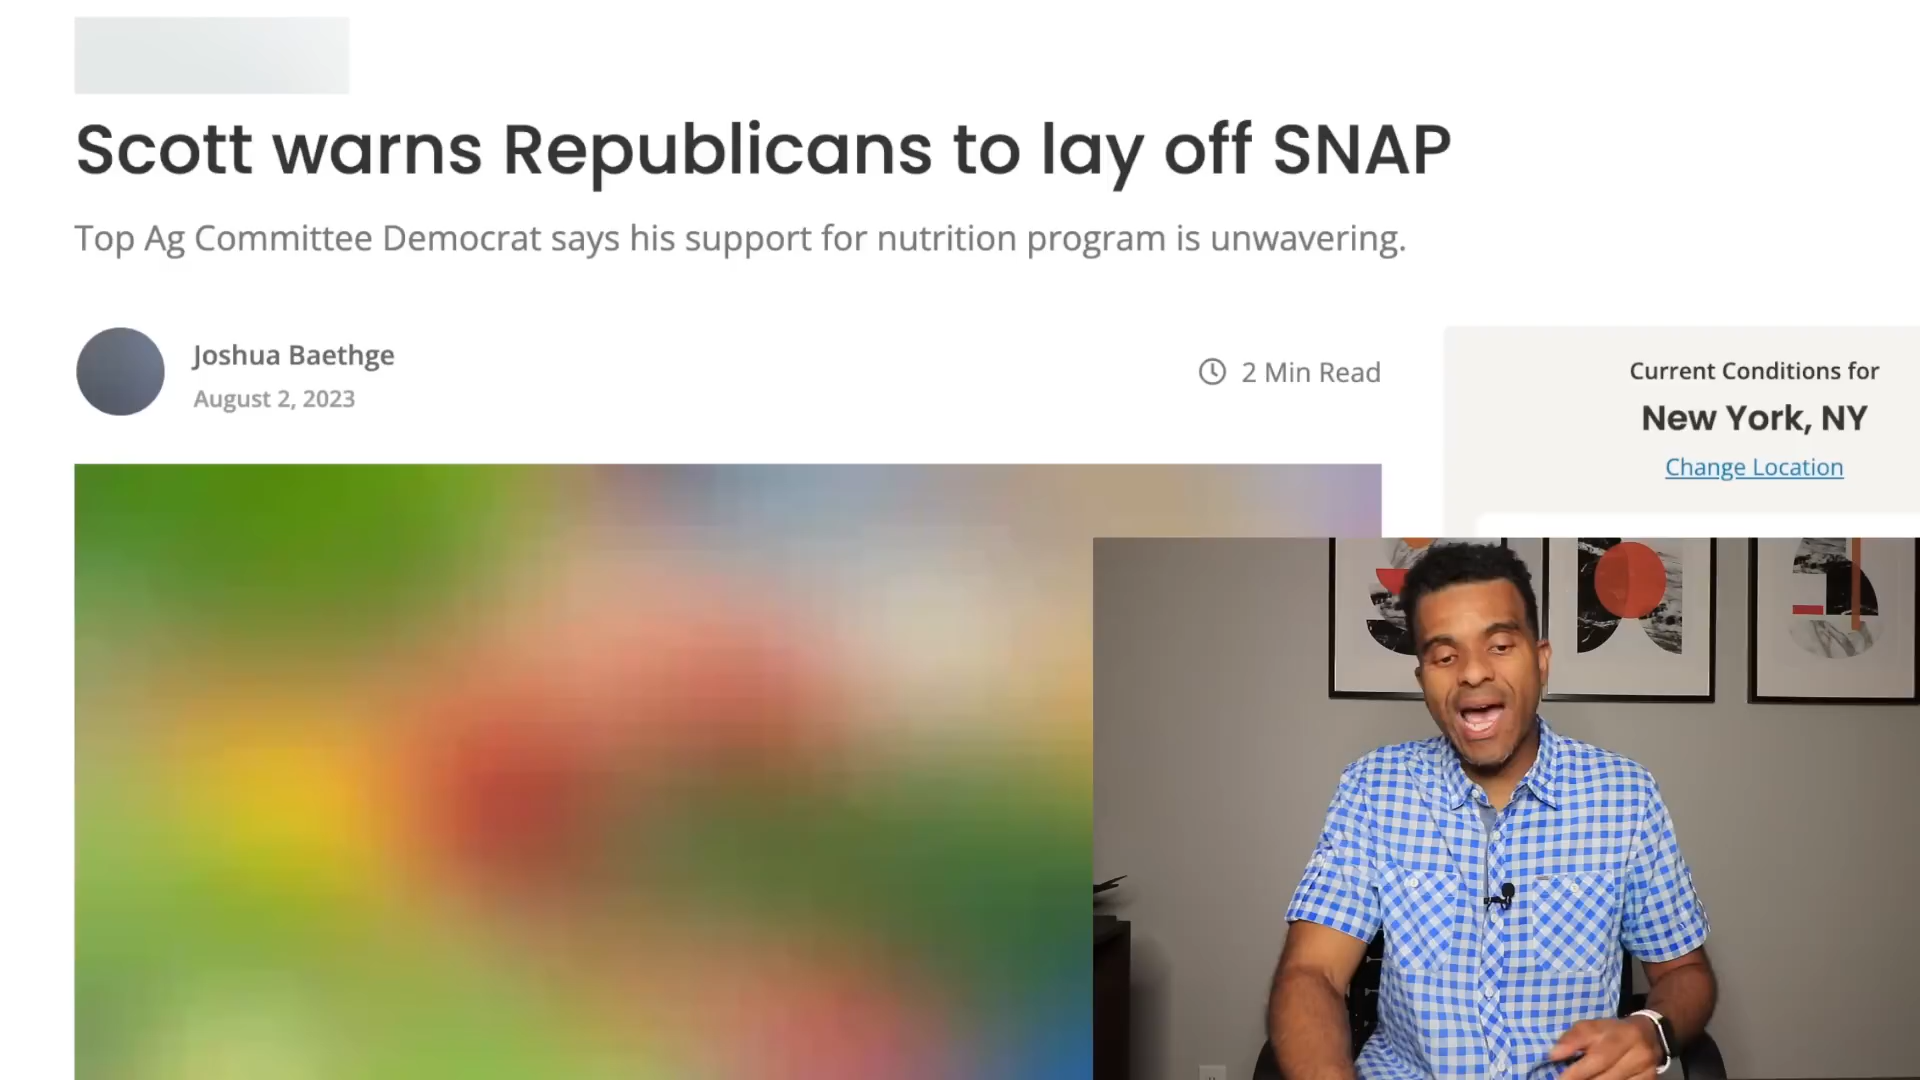 Scott warns Republicans to lay off SNAP
Top Ag Committee Democrat says his support for nutrition program is unwavering.
Joshua Baethge
August 2, 2023
2 Min Read
Current Conditions for
New York, NY
Change Location